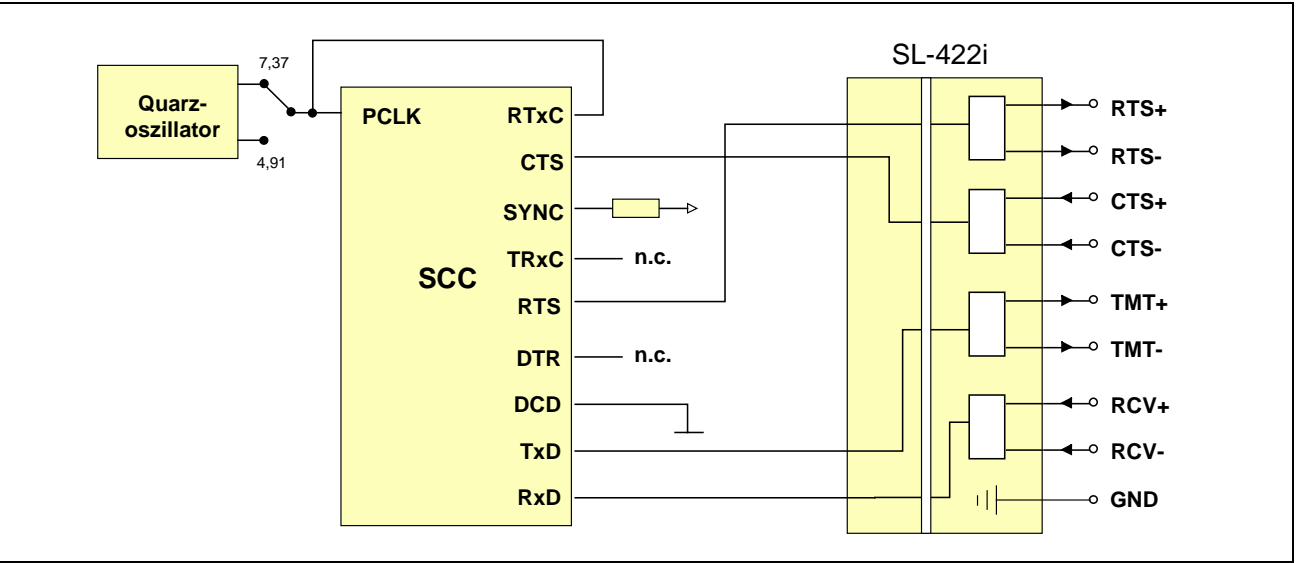 SL-422i
7,37
Quarz-
oszillator
4,91
PCLK
SCC
RTxC
CTS
SYNC
TRxC
n.c.
RTS
DTR
n.c.
DCD
TxD
RxD
RTS+
RTS-
CTS+
CTS-
TMT+
TMT-
RCV+
RCV-
GND